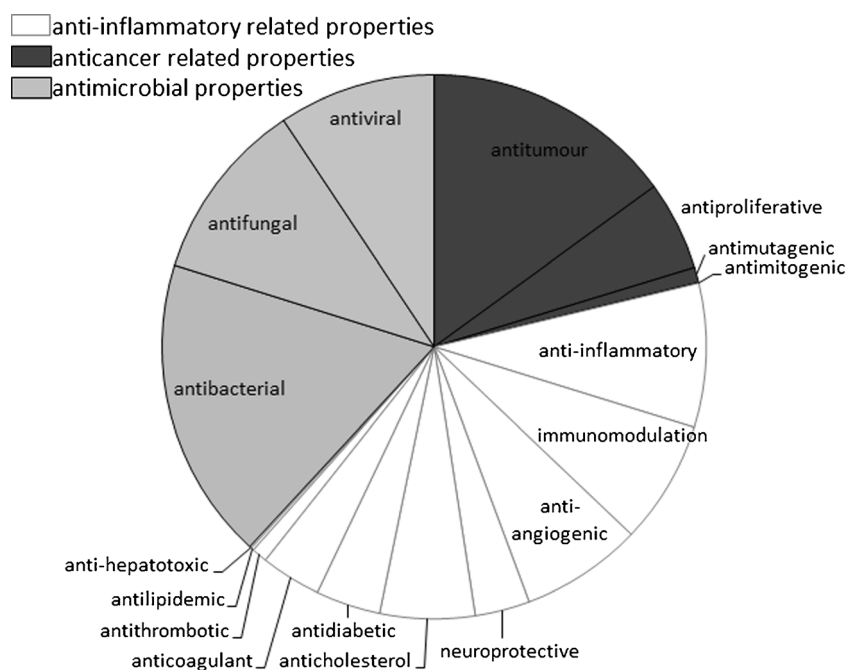 anti-inflammatory related properties
anticancer related properties
antimicrobial properties
antiviral
antitumour
antiproliferative
antifungal
antimutagenic
antimitogenic
anti-inflammatory
antibacterial
immunomodulation
anti-
angiogenic
anti-hepatotoxic
antilipidemic
antithrombotic
antidiabetic
neuroprotective
anticoagulant
anticholesterol